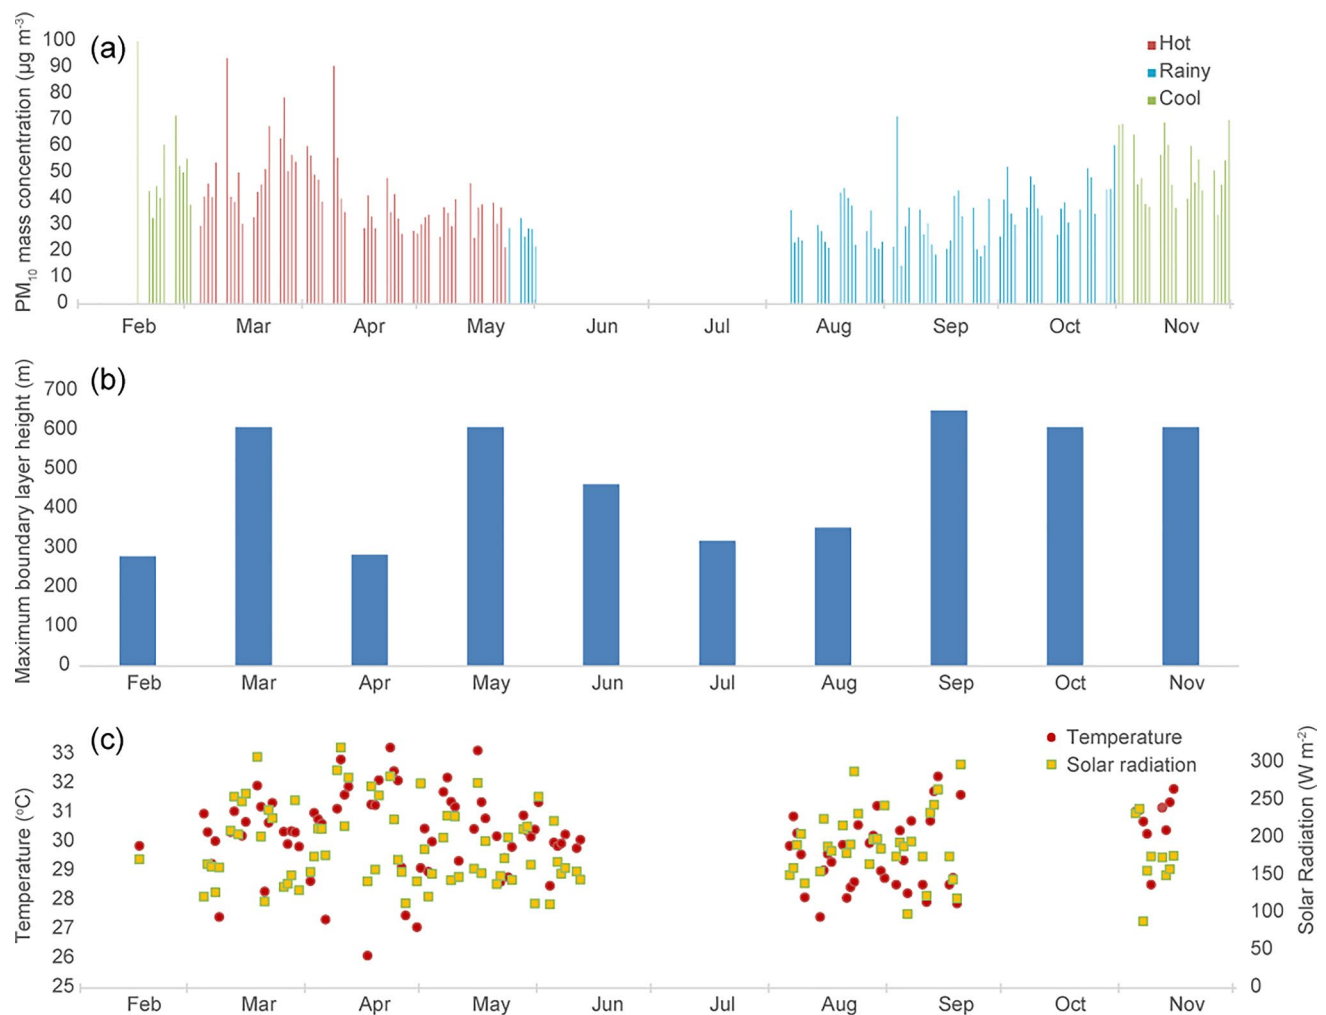 (a)
PM₁₀ mass concentration (µg m⁻³)
100
90
80
70
60
50
40
30
20
10
0
Hot
Rainy
Cool
Feb Mar Apr May Jun Jul Aug Sep Oct Nov
(b)
Maximum boundary layer height (m)
700
600
500
400
300
200
100
0
Feb Mar Apr May Jun Jul Aug Sep Oct Nov
(c)
Temperature (°C)
33
32
31
30
29
28
27
26
25
Temperature
Solar radiation
300
250
200
150
100
50
0
Solar Radiation (W m⁻²)
Feb Mar Apr May Jun Jul Aug Sep Oct Nov